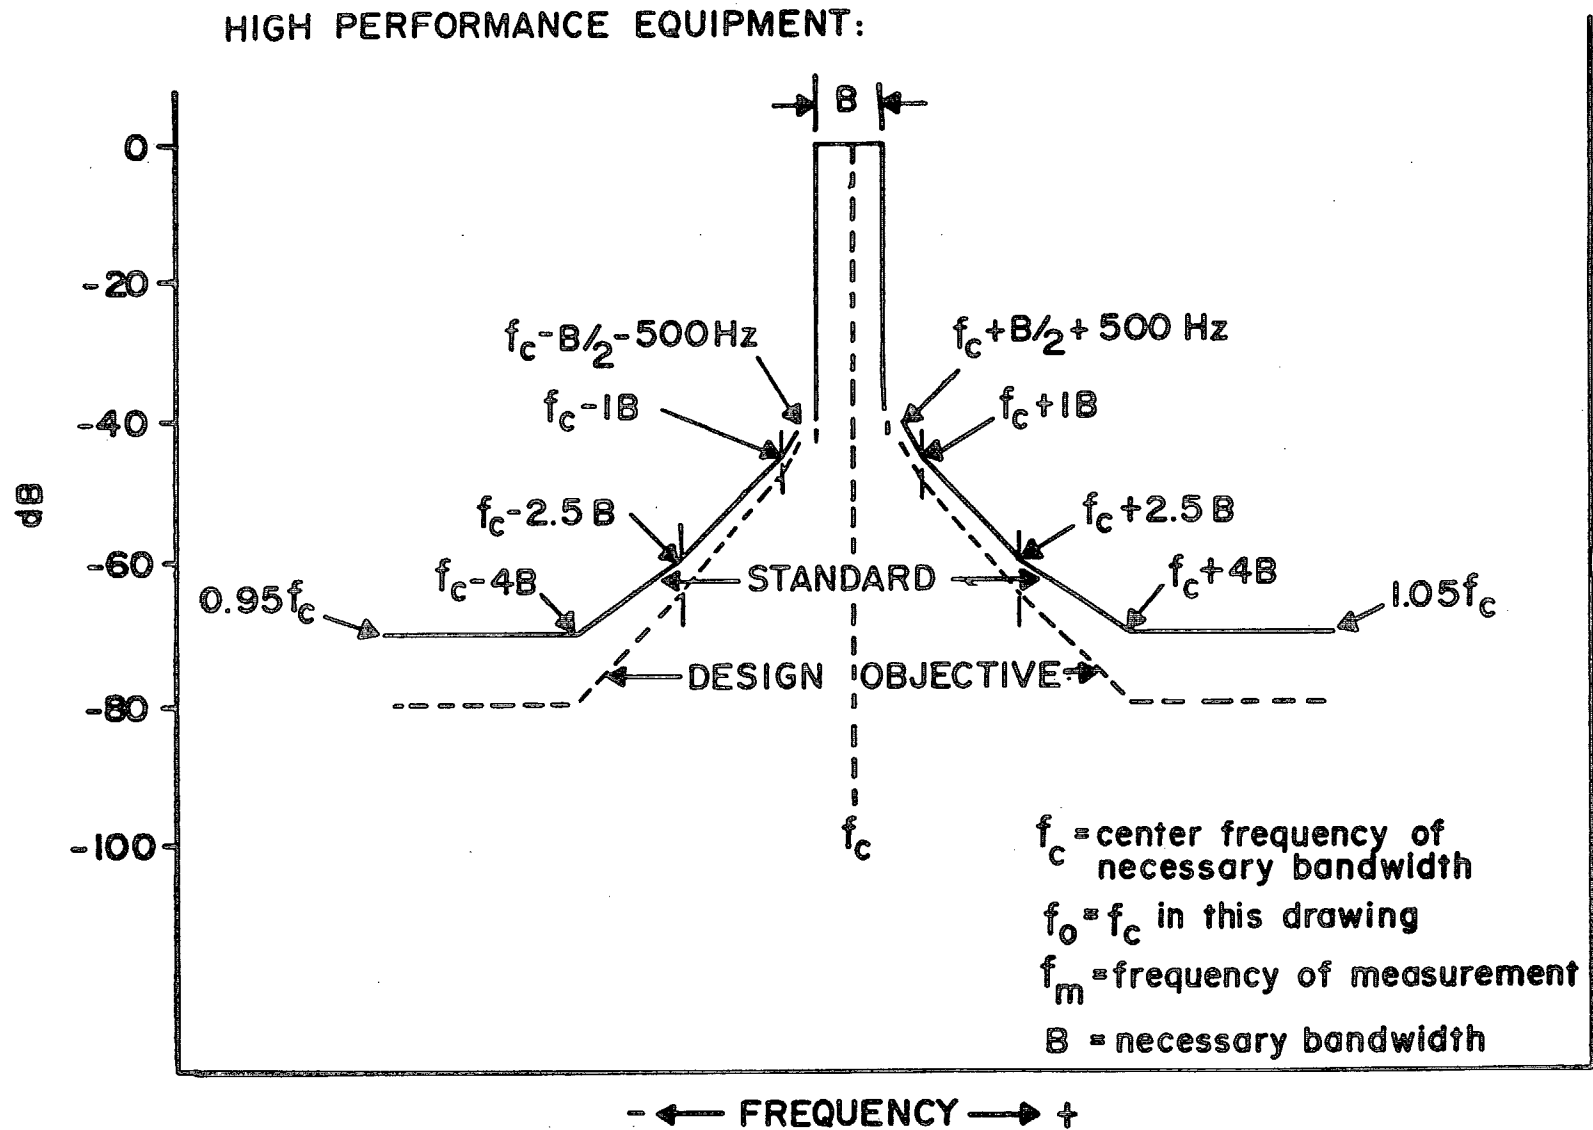 HIGH PERFORMANCE EQUIPMENT:
B
0
-20
-40
-60
-80
-100
dB
fc-B/2-500Hz
fc+B/2+500 Hz
fc-1B
fc+1B
fc-2.5B
fc+2.5B
fc-4B
fc+4B
0.95fc
1.05fc
STANDARD
DESIGN OBJECTIVE
fc
fc=center frequency of
necessary bandwidth
fo=fc in this drawing
fm=frequency of measurement
B =necessary bandwidth
- FREQUENCY +